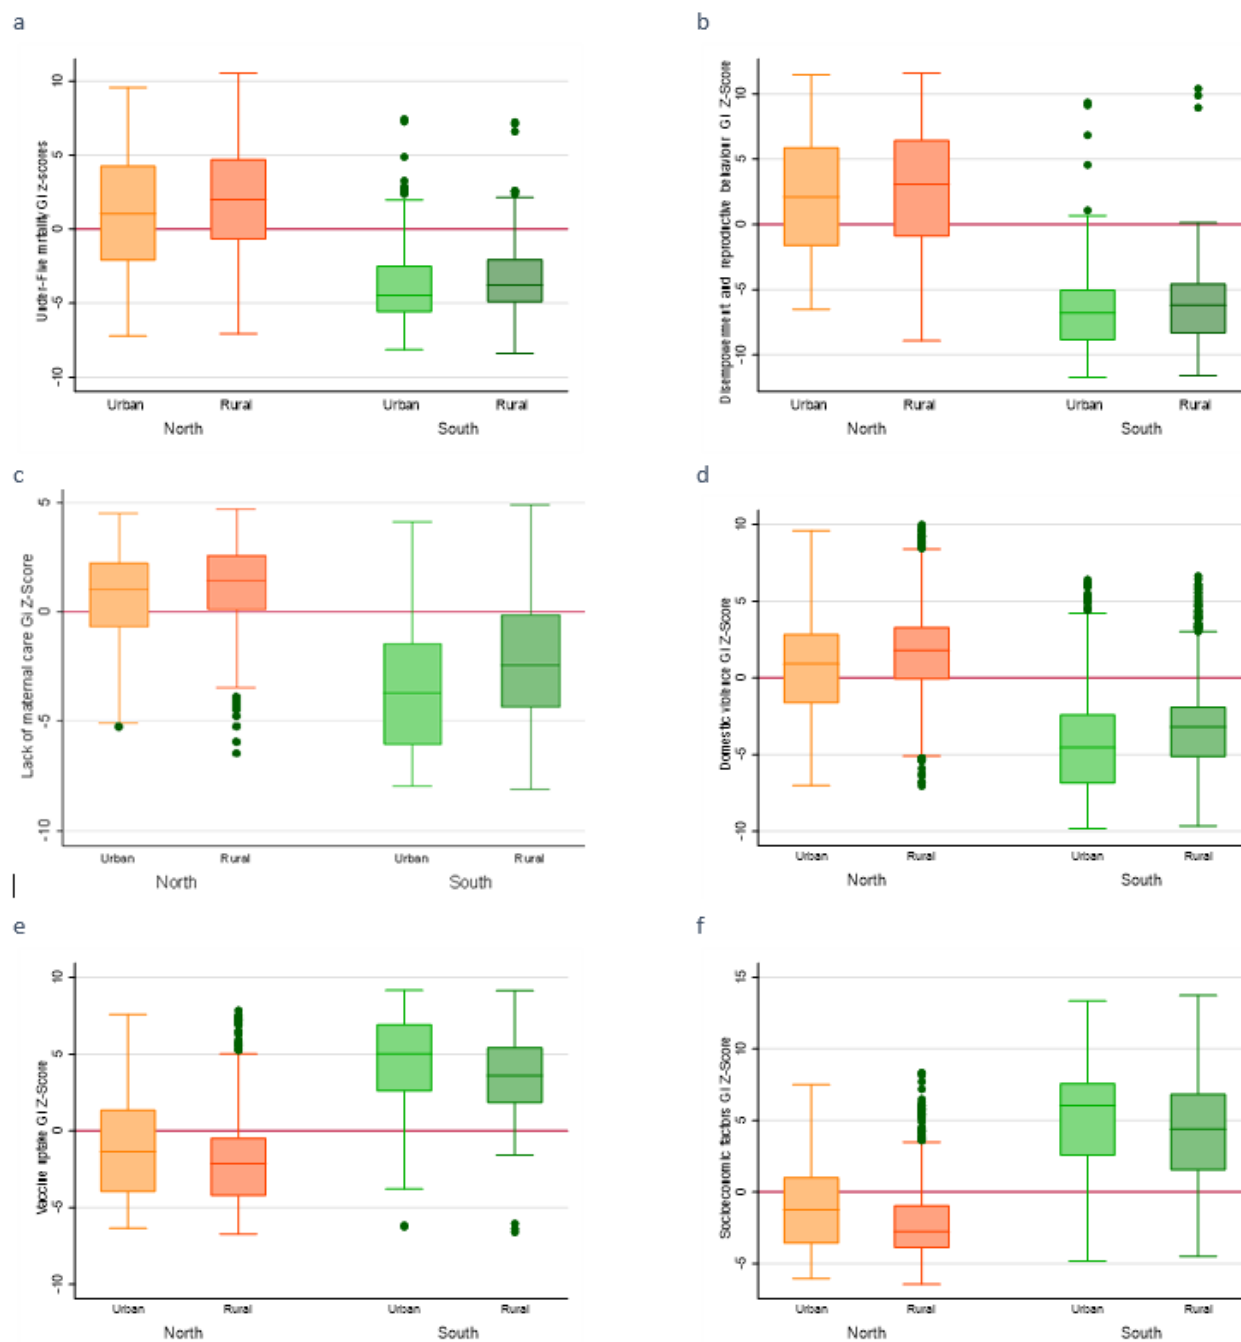 a
Under-Five mrtality GI Z-scores
10
5
0
-5
-10
Urban Rural Urban Rural
North South
b
Disempowerment and reproductive behaviour GI Z-Score
10
5
0
-5
-10
Urban Rural Urban Rural
North South
c
Lack of maternal care GI Z-Score
5
0
-5
-10
Urban Rural Urban Rural
North South
d
Domestic violence GI Z-Score
10
5
0
-5
-10
Urban Rural Urban Rural
North South
e
Vaccine uptake GI Z-Score
10
5
0
-5
-10
Urban Rural Urban Rural
North South
f
Socioeconomic factors GI Z-Score
15
10
5
0
-5
Urban Rural Urban Rural
North South